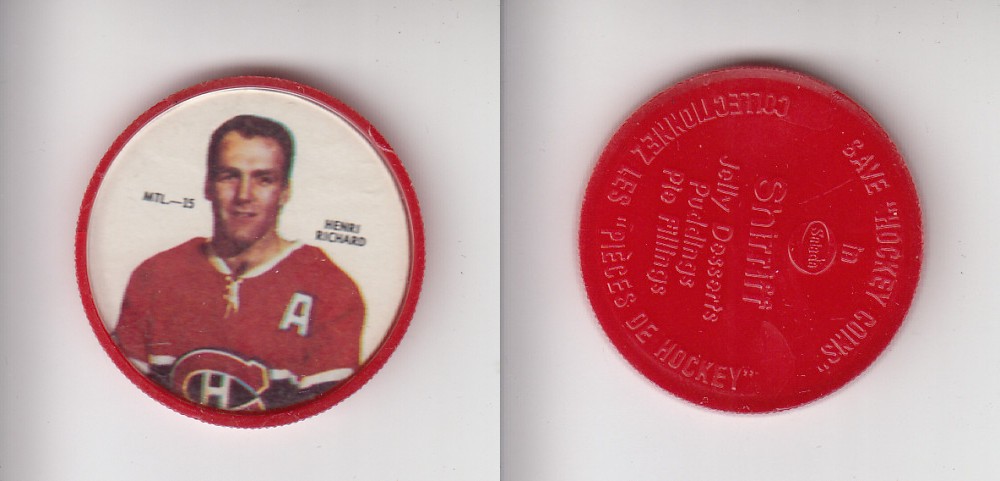 MTL.—15
HENRI
RICHARD
A
H
SAVE "HOCKEY COINS"
in
Salada
Shirriff
Jelly Desserts
Puddings
Pie Fillings
COLLECTIONNEZ LES "PIÈCES DE HOCKEY"